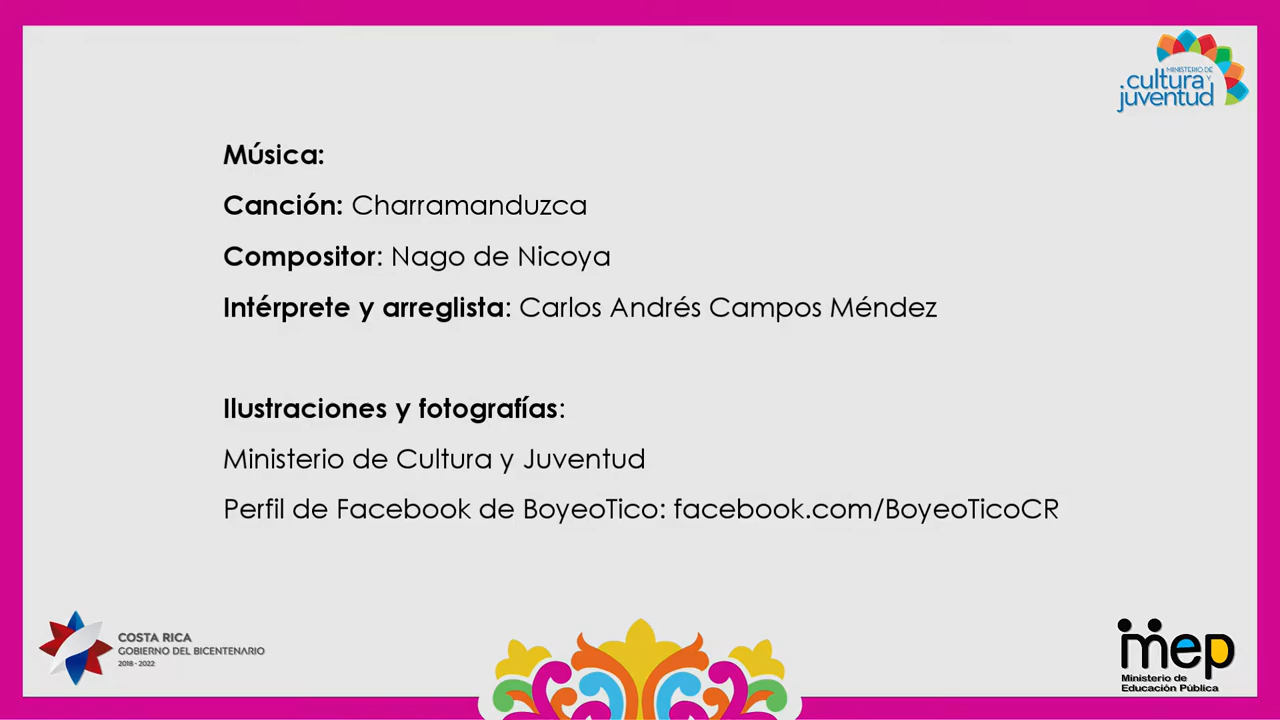 MINISTERIO DE
cultura y
juventud
Música:
Canción: Charramanduzca
Compositor: Nago de Nicoya
Intérprete y arreglista: Carlos Andrés Campos Méndez
Ilustraciones y fotografías:
Ministerio de Cultura y Juventud
Perfil de Facebook de BoyeoTico: facebook.com/BoyeoTicoCR
COSTA RICA
GOBIERNO DEL BICENTENARIO
2018 - 2022
mep
Ministerio de
Educación Pública